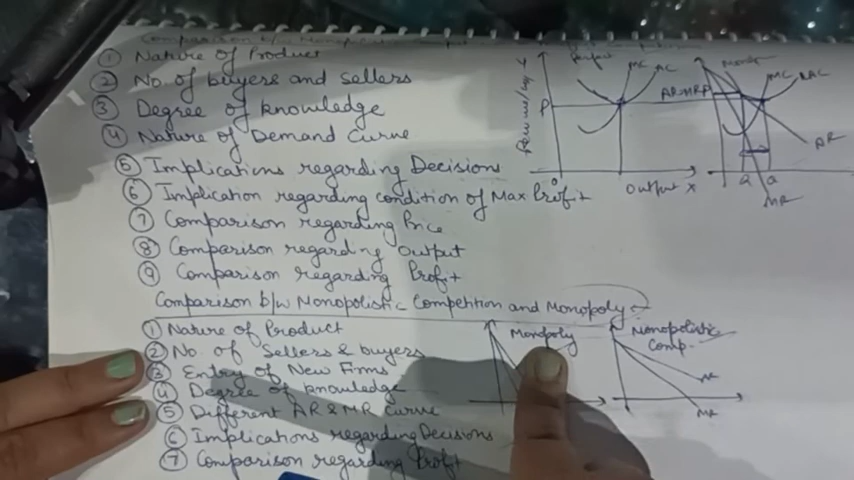 ① Nature of Product
② No. of buyers and sellers
③ Degree of knowledge
④ Nature of Demand Curve
⑤ Implications regarding Decisions
⑥ Implication regarding condition of Max Profit
⑦ Comparison regarding Price
⑧ Comparison regarding Output
⑨ Comparison regarding Profit
Y MC AC
P
O Output X
MC LAC
AR
MR
Comparison b/w Monopolistic Competition and Monopoly:-
① Nature of Product
② No. of Sellers & buyers
③ Entry of New Firms
④ Degree of knowledge
⑤ Different AR & MR Curve
⑥ Implications regarding Decisions
⑦ Comparison regarding Profit
Monopoly
Monopolistic
Comp.
AR
MR